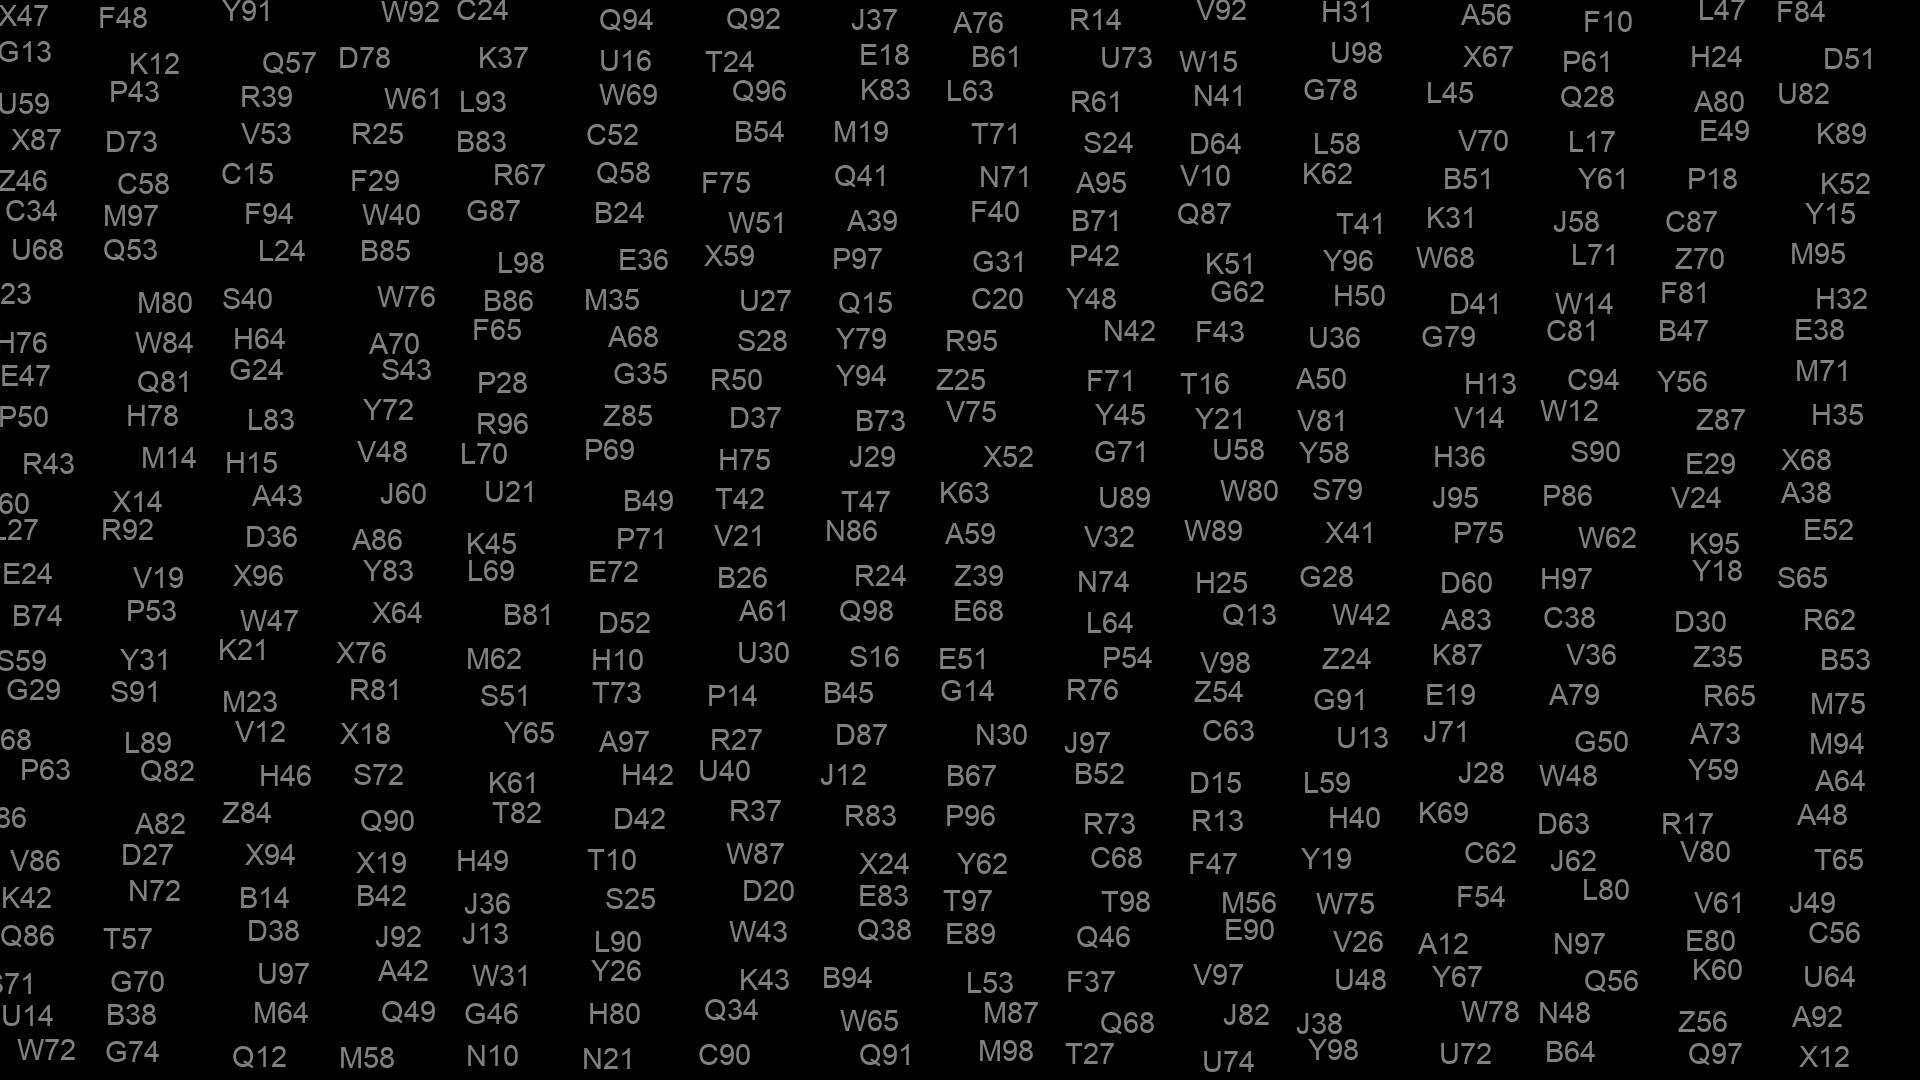 X47 F48 Y91 W92 C24 Q94 Q92 J37 A76 R14 V92 H31 A56 F10 L47 F84
G13 K12 Q57 D78 K37 U16 T24 E18 B61 U73 W15 U98 X67 P61 H24 D51
U59 P43 R39 W61 L93 W69 Q96 K83 L63 R61 N41 G78 L45 Q28 A80 U82
X87 D73 V53 R25 B83 C52 B54 M19 T71 S24 D64 L58 V70 L17 E49 K89
Z46 C58 C15 F29 R67 Q58 F75 Q41 N71 A95 V10 K62 B51 Y61 P18 K52
C34 M97 F94 W40 G87 B24 W51 A39 F40 B71 Q87 T41 K31 J58 C87 Y15
U68 Q53 L24 B85 L98 E36 X59 P97 G31 P42 K51 Y96 W68 L71 Z70 M95
23 M80 S40 W76 B86 M35 U27 Q15 C20 Y48 G62 H50 D41 W14 F81 H32
H76 W84 H64 A70 F65 A68 S28 Y79 R95 N42 F43 U36 G79 C81 B47 E38
E47 Q81 G24 S43 P28 G35 R50 Y94 Z25 F71 T16 A50 H13 C94 Y56 M71
P50 H78 L83 Y72 R96 Z85 D37 B73 V75 Y45 Y21 V81 V14 W12 Z87 H35
R43 M14 H15 V48 L70 P69 H75 J29 X52 G71 U58 Y58 H36 S90 E29 X68
60 X14 A43 J60 U21 B49 T42 T47 K63 U89 W80 S79 J95 P86 V24 A38
L27 R92 D36 A86 K45 P71 V21 N86 A59 V32 W89 X41 P75 W62 K95 E52
E24 V19 X96 Y83 L69 E72 B26 R24 Z39 N74 H25 G28 D60 H97 Y18 S65
B74 P53 W47 X64 B81 D52 A61 Q98 E68 L64 Q13 W42 A83 C38 D30 R62
S59 Y31 K21 X76 M62 H10 U30 S16 E51 P54 V98 Z24 K87 V36 Z35 B53
G29 S91 M23 R81 S51 T73 P14 B45 G14 R76 Z54 G91 E19 A79 R65 M75
68 L89 V12 X18 Y65 A97 R27 D87 N30 J97 C63 U13 J71 G50 A73 M94
P63 Q82 H46 S72 K61 H42 U40 J12 B67 B52 D15 L59 J28 W48 Y59 A64
86 A82 Z84 Q90 T82 D42 R37 R83 P96 R73 R13 H40 K69 D63 R17 A48
V86 D27 X94 X19 H49 T10 W87 X24 Y62 C68 F47 Y19 C62 J62 V80 T65
K42 N72 B14 B42 J36 S25 D20 E83 T97 T98 M56 W75 F54 L80 V61 J49
Q86 T57 D38 J92 J13 L90 W43 Q38 E89 Q46 E90 V26 A12 N97 E80 C56
S71 G70 U97 A42 W31 Y26 K43 B94 L53 F37 V97 U48 Y67 Q56 K60 U64
U14 B38 M64 Q49 G46 H80 Q34 W65 M87 Q68 J82 J38 W78 N48 Z56 A92
W72 G74 Q12 M58 N10 N21 C90 Q91 M98 T27 U74 Y98 U72 B64 Q97 X12